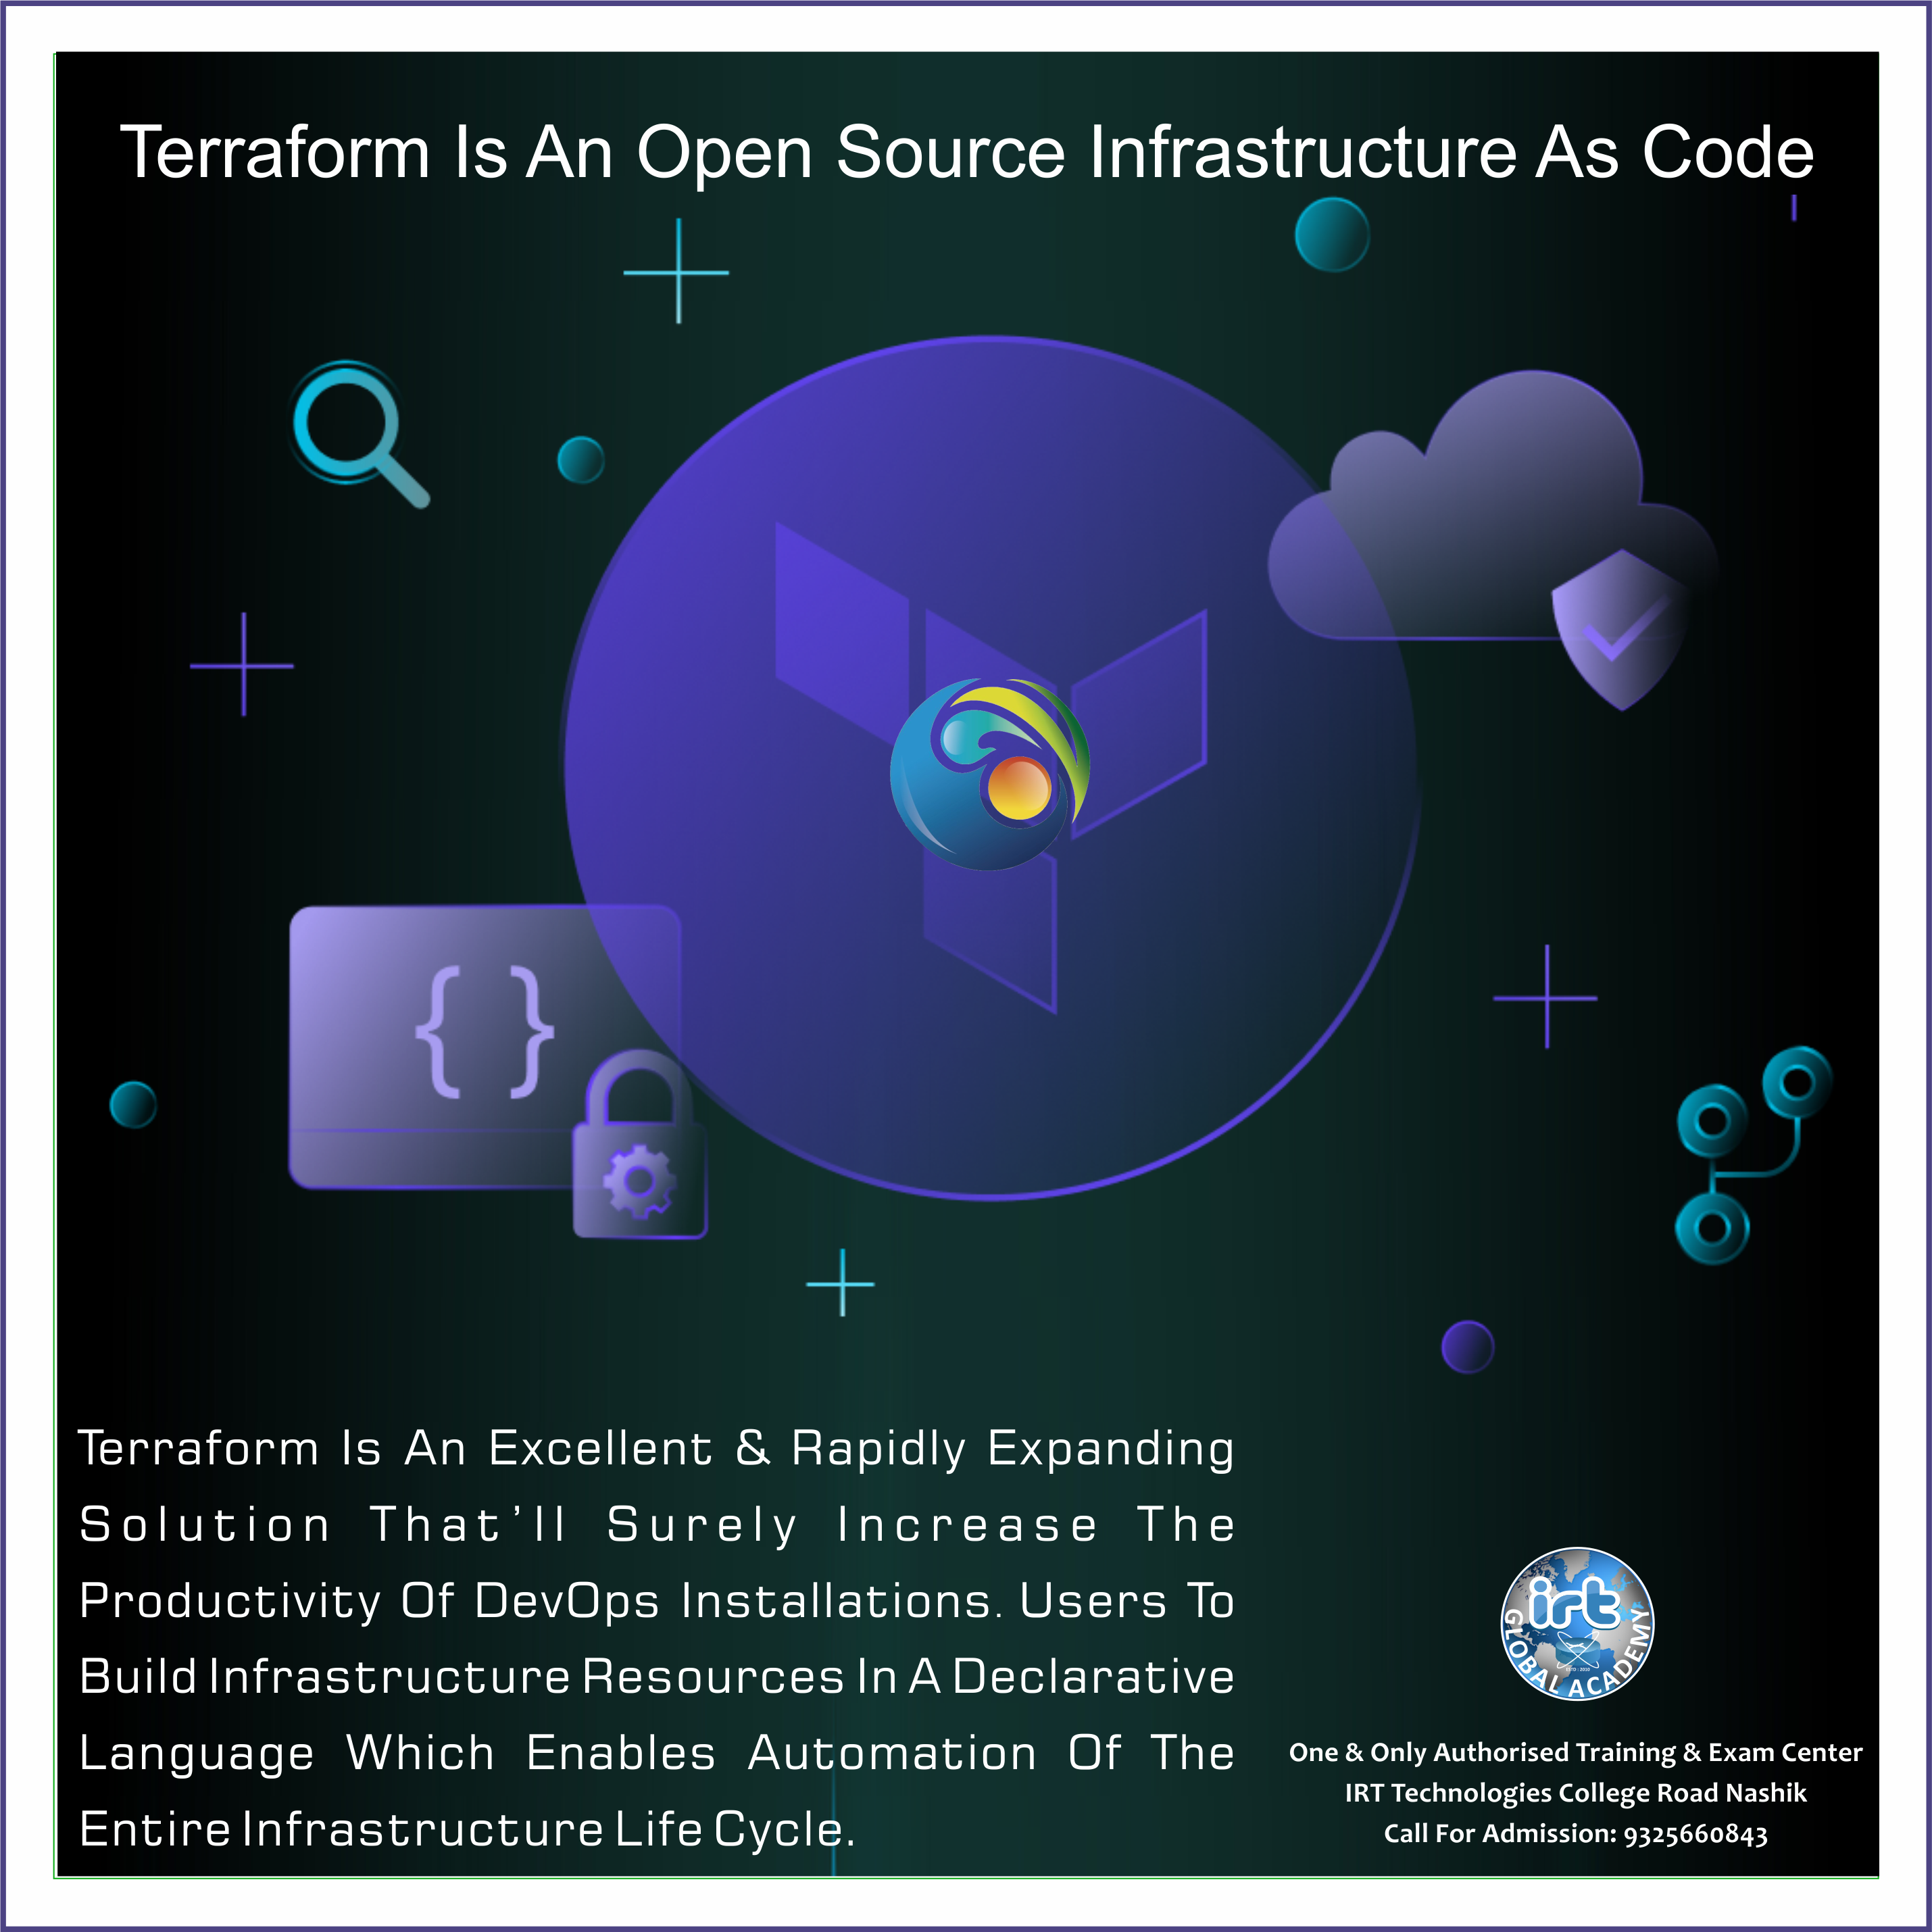 Terraform Is An Open Source Infrastructure As Code
{ }
Terraform Is An Excellent & Rapidly Expanding
Solution That’ll Surely Increase The
Productivity Of DevOps Installations. Users To
Build Infrastructure Resources In A Declarative
Language Which Enables Automation Of The
Entire Infrastructure Life Cycle.
irt
GLOBAL ACADEMY
One & Only Authorised Training & Exam Center
IRT Technologies College Road Nashik
Call For Admission: 9325660843